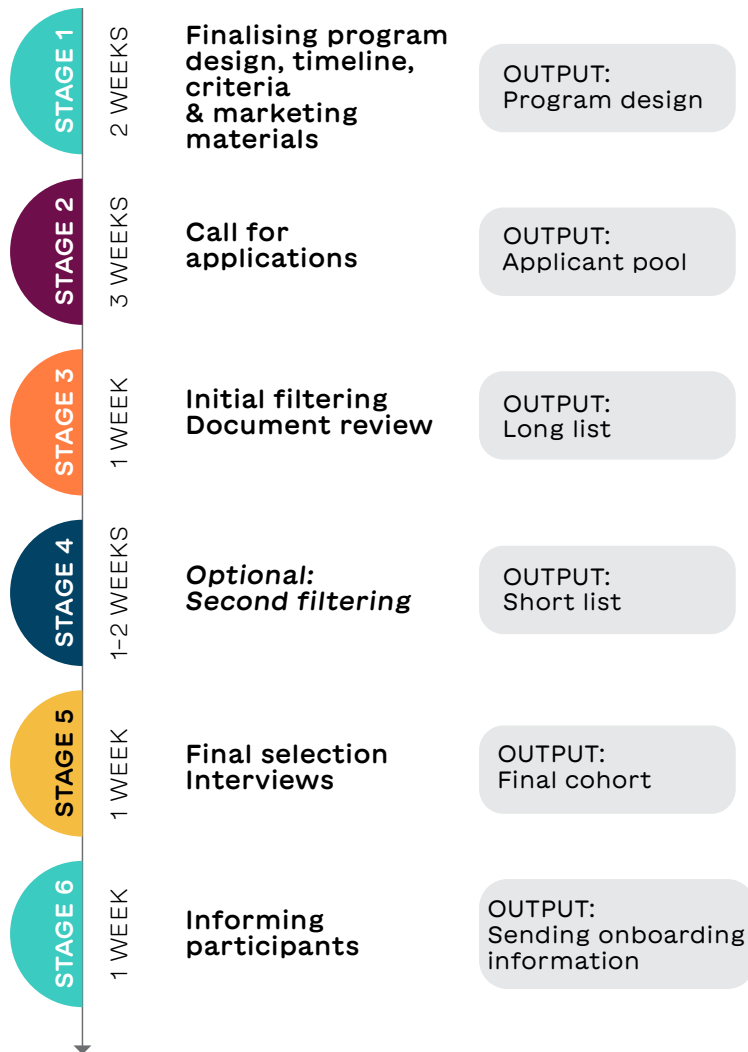 STAGE 1
2 WEEKS
Finalising program
design, timeline,
criteria
& marketing
materials
OUTPUT:
Program design
STAGE 2
3 WEEKS
Call for
applications
OUTPUT:
Applicant pool
STAGE 3
1 WEEK
Initial filtering
Document review
OUTPUT:
Long list
STAGE 4
1-2 WEEKS
Optional:
Second filtering
OUTPUT:
Short list
STAGE 5
1 WEEK
Final selection
Interviews
OUTPUT:
Final cohort
STAGE 6
1 WEEK
Informing
participants
OUTPUT:
Sending onboarding
information